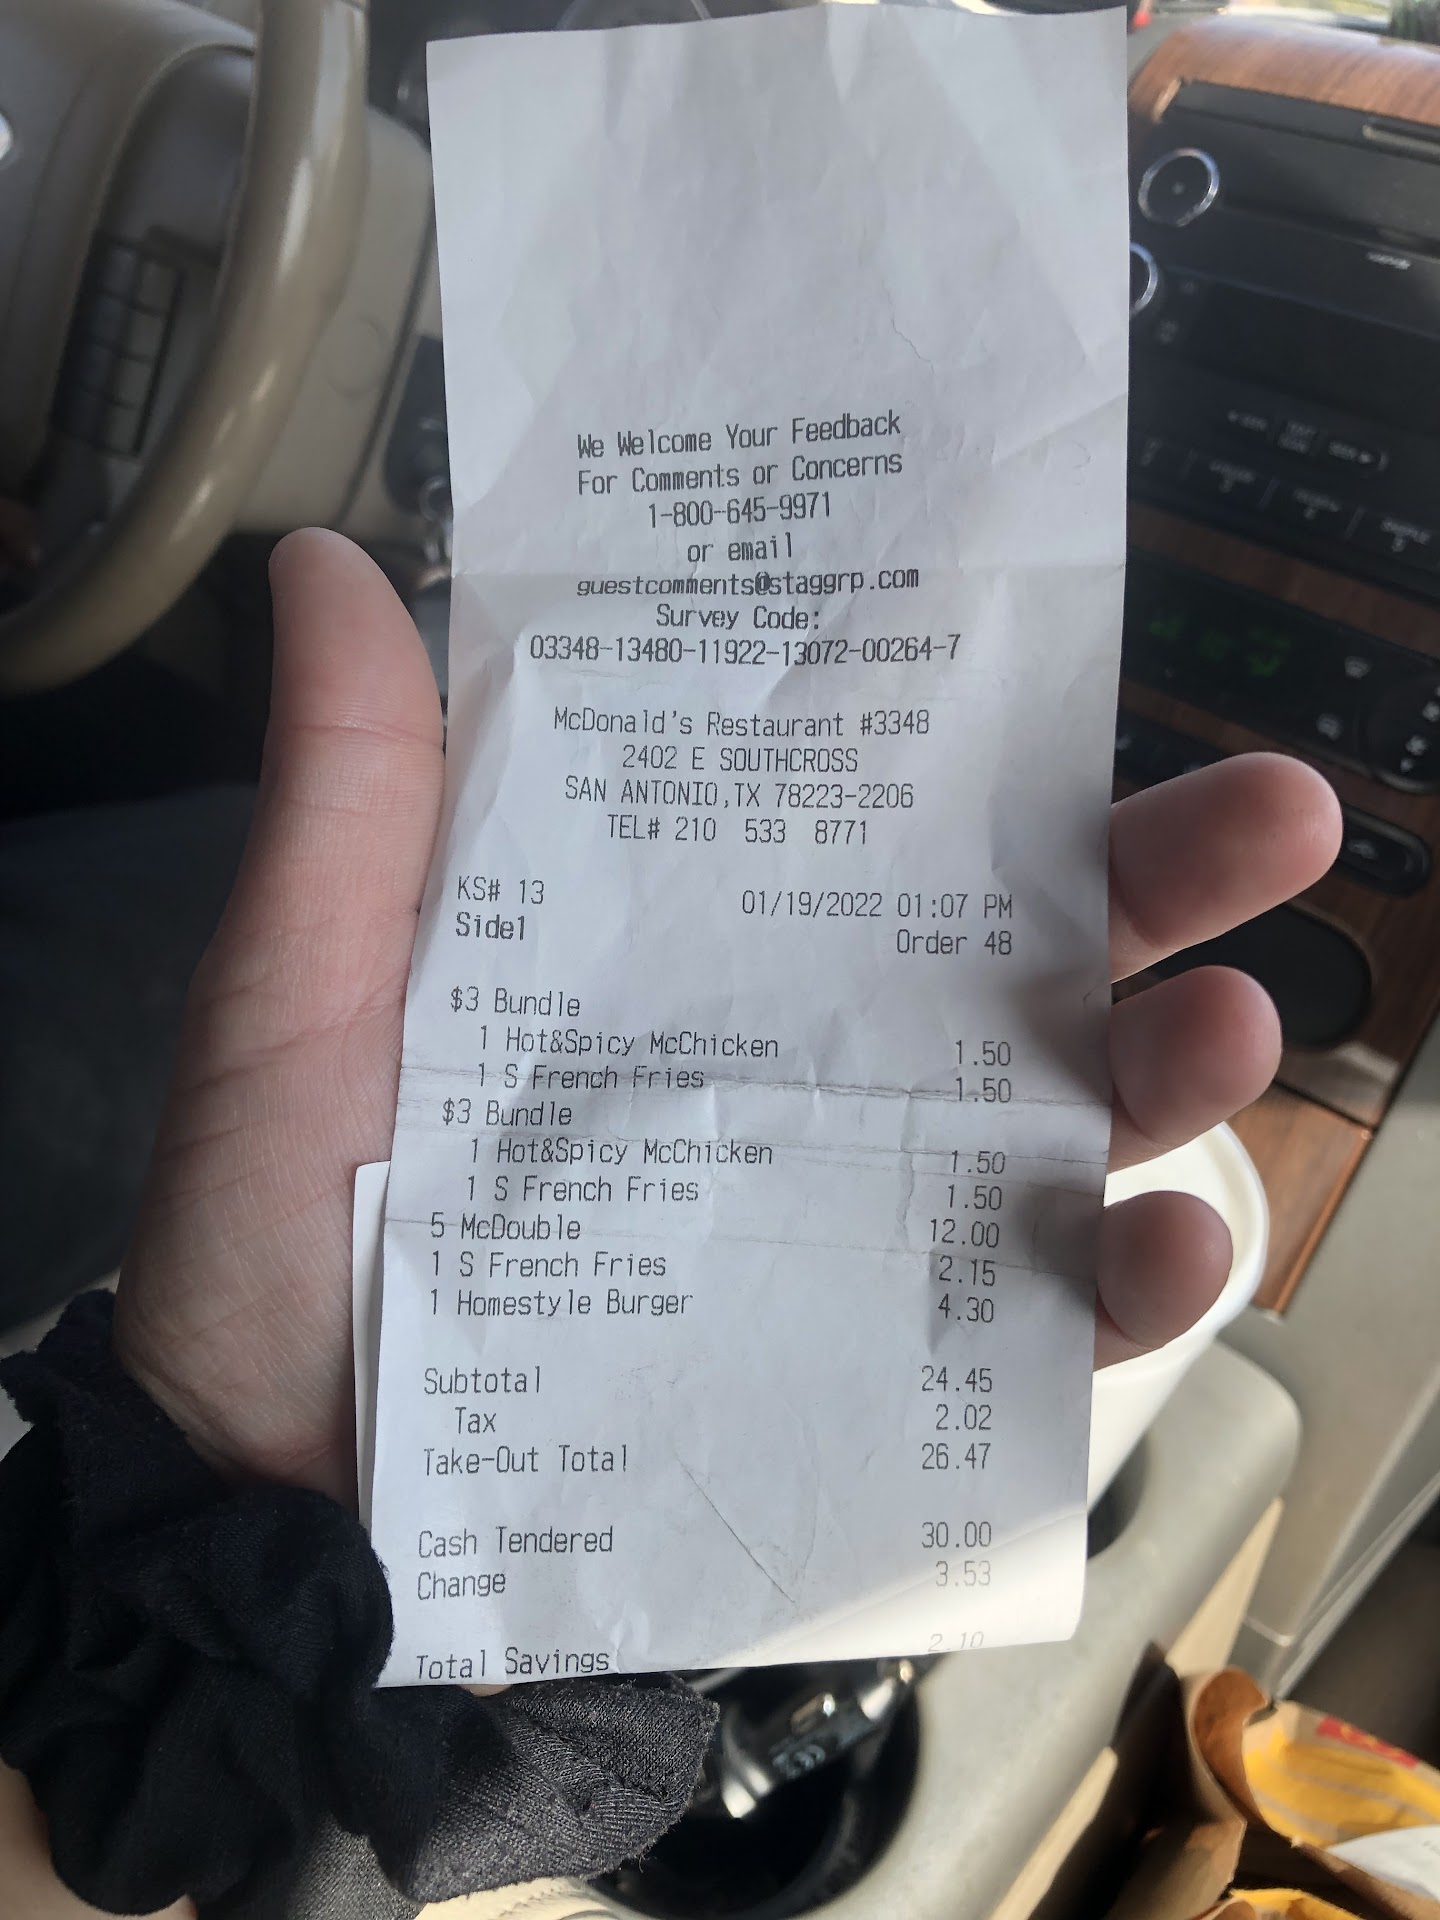 We Welcome Your Feedback
For Comments or Concerns
1-800-645-9971
or email
guestcomments@staggrp.com
Survey Code:
03348-13480-11922-13072-00264-7
McDonald's Restaurant #3348
2402 E SOUTHCROSS
SAN ANTONIO,TX 78223-2206
TEL# 210 533 8771
KS# 13 01/19/2022 01:07 PM
Side1 Order 48
$3 Bundle
1 Hot&Spicy McChicken 1.50
1 S French Fries 1.50
$3 Bundle
1 Hot&Spicy McChicken 1.50
1 S French Fries 1.50
5 McDouble 12.00
1 S French Fries 2.15
1 Homestyle Burger 4.30
Subtotal 24.45
Tax 2.02
Take-Out Total 26.47
Cash Tendered 30.00
Change 3.53
Total Savings 2.10